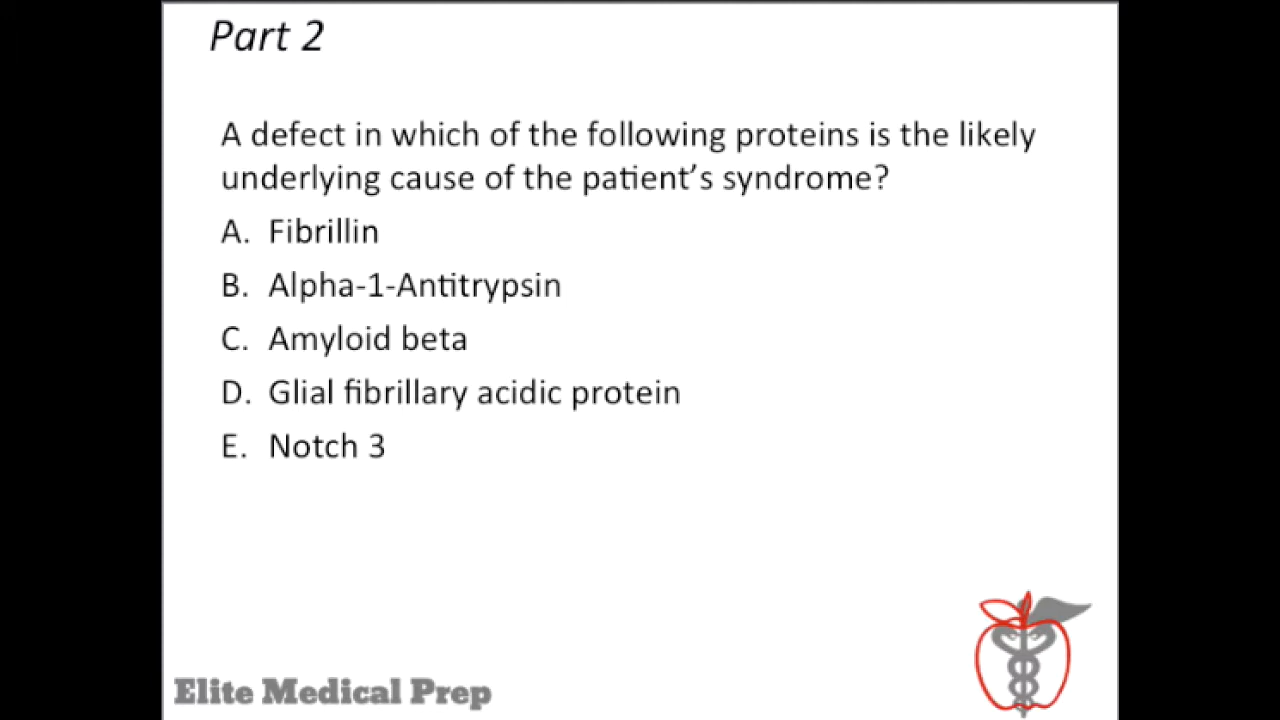 Part 2
A defect in which of the following proteins is the likely
underlying cause of the patient’s syndrome?
A. Fibrillin
B. Alpha-1-Antitrypsin
C. Amyloid beta
D. Glial fibrillary acidic protein
E. Notch 3
Elite Medical Prep